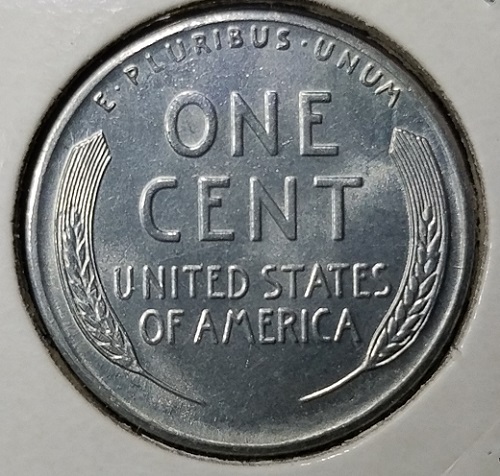 E·PLURIBUS·UNUM
ONE
CENT
UNITED STATES
OF AMERICA